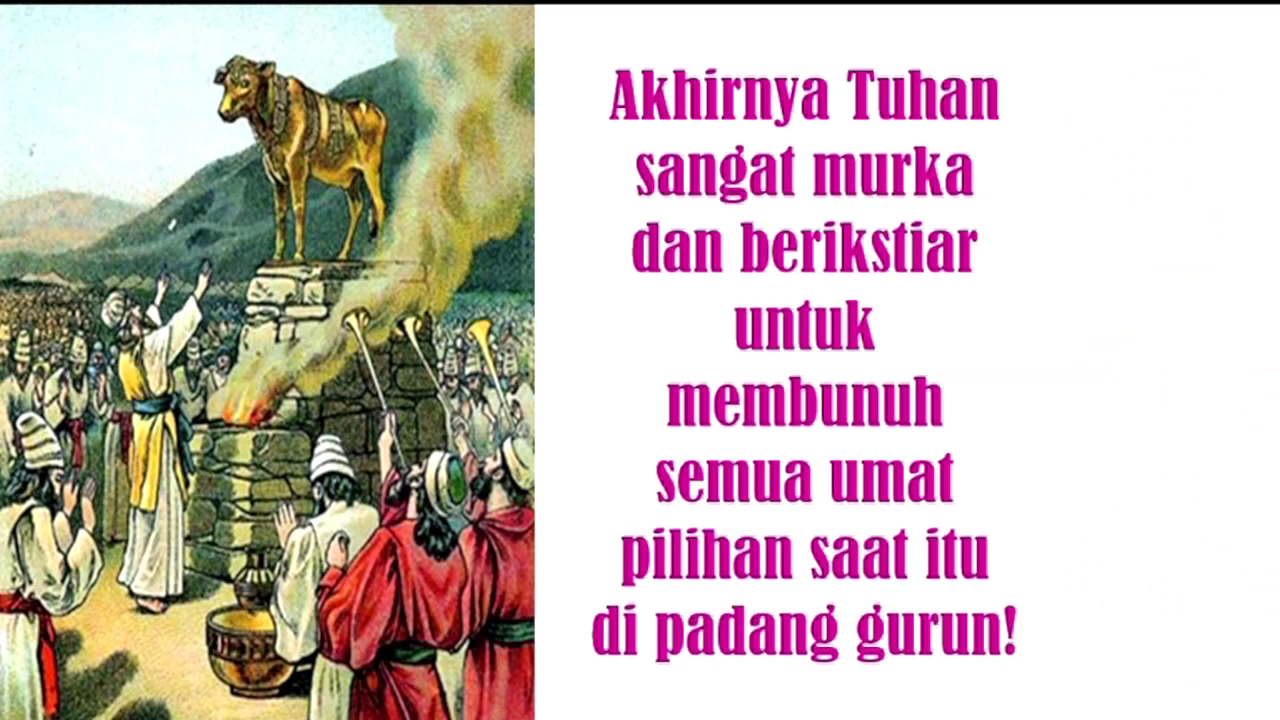 Akhirnya Tuhan
sangat murka
dan berikstiar
untuk
membunuh
semua umat
pilihan saat itu
di padang gurun!